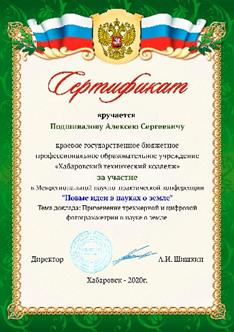 Сертификат
вручается
Подшивалову Алексею Сергеевичу
краевое государственное бюджетное
профессиональное образовательное учреждение
«Хабаровский технический колледж»
за участие
в Межрегиональной научно-практической конференции
"Новые идеи в науках о земле"
Тема доклада: Применение трехмерной и цифровой
фотограмметрии в науке о земле
Директор А.И. Шишкин
Хабаровск - 2020г.